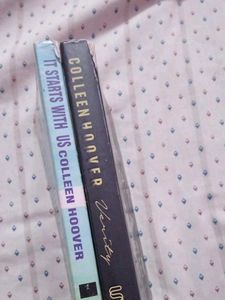 IT STARTS WITH US COLLEEN HOOVER
COLLEEN HOOVER Verity